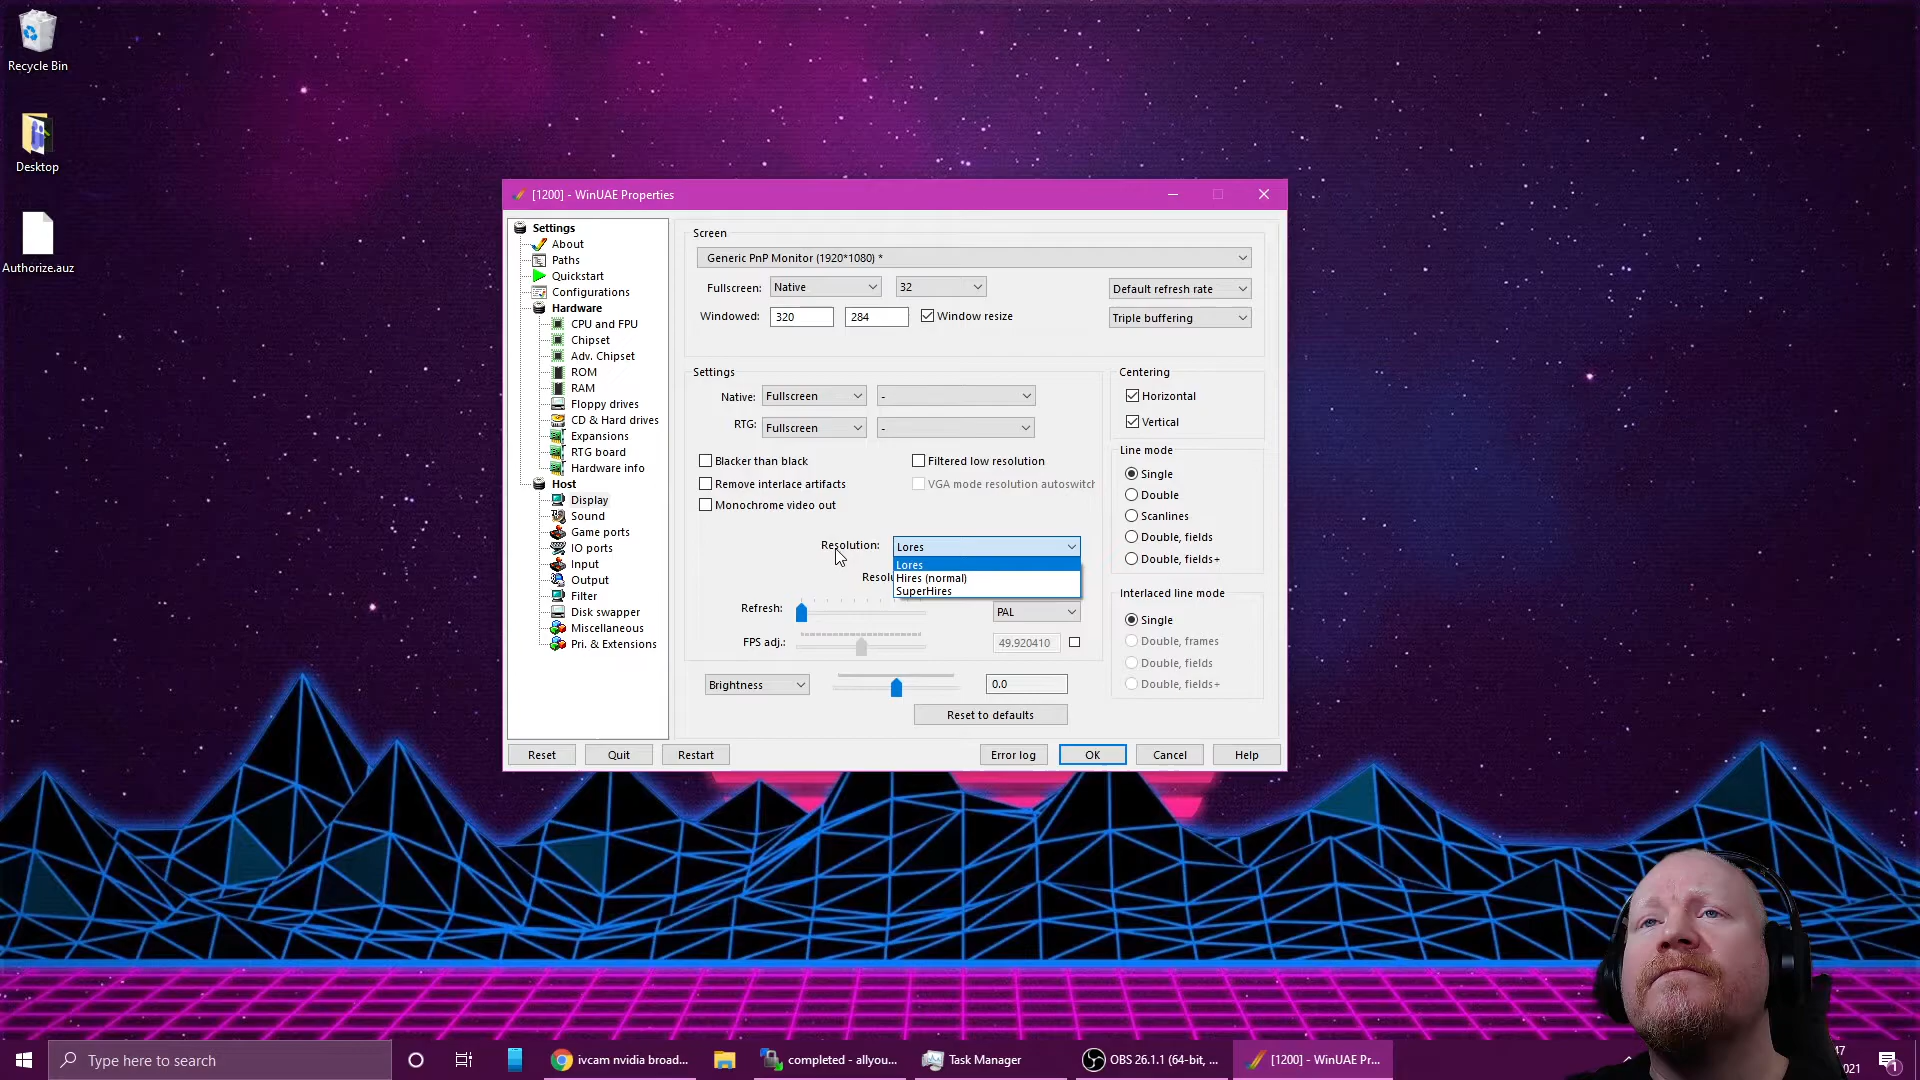 Recycle Bin
Desktop
Authorize.auz
[1200] - WinUAE Properties
Settings
About
Paths
Quickstart
Configurations
Hardware
CPU and FPU
Chipset
Adv. Chipset
ROM
RAM
Floppy drives
CD & Hard drives
Expansions
RTG board
Hardware info
Host
Display
Sound
Game ports
IO ports
Input
Output
Filter
Disk swapper
Miscellaneous
Pri. & Extensions
Screen
Generic PnP Monitor (1920*1080) *
Fullscreen: Native 32 Default refresh rate
Windowed: 320 284 Window resize Triple buffering
Settings
Native: Fullscreen -
RTG: Fullscreen -
Blacker than black Filtered low resolution
Remove interlace artifacts VGA mode resolution autoswitch
Monochrome video out
Resolution: Lores
Lores
Hires (normal)
SuperHires
Refresh: PAL
FPS adj.: 49.920410
Brightness 0.0
Reset to defaults
Centering
Horizontal
Vertical
Line mode
Single
Double
Scanlines
Double, fields
Double, fields+
Interlaced line mode
Single
Double, frames
Double, fields
Double, fields+
Reset Quit Restart Error log OK Cancel Help
Type here to search
ivcam nvidia broad...
completed - allyou...
Task Manager
OBS 26.1.1 (64-bit, ...
[1200] - WinUAE Pr...
47
021
1